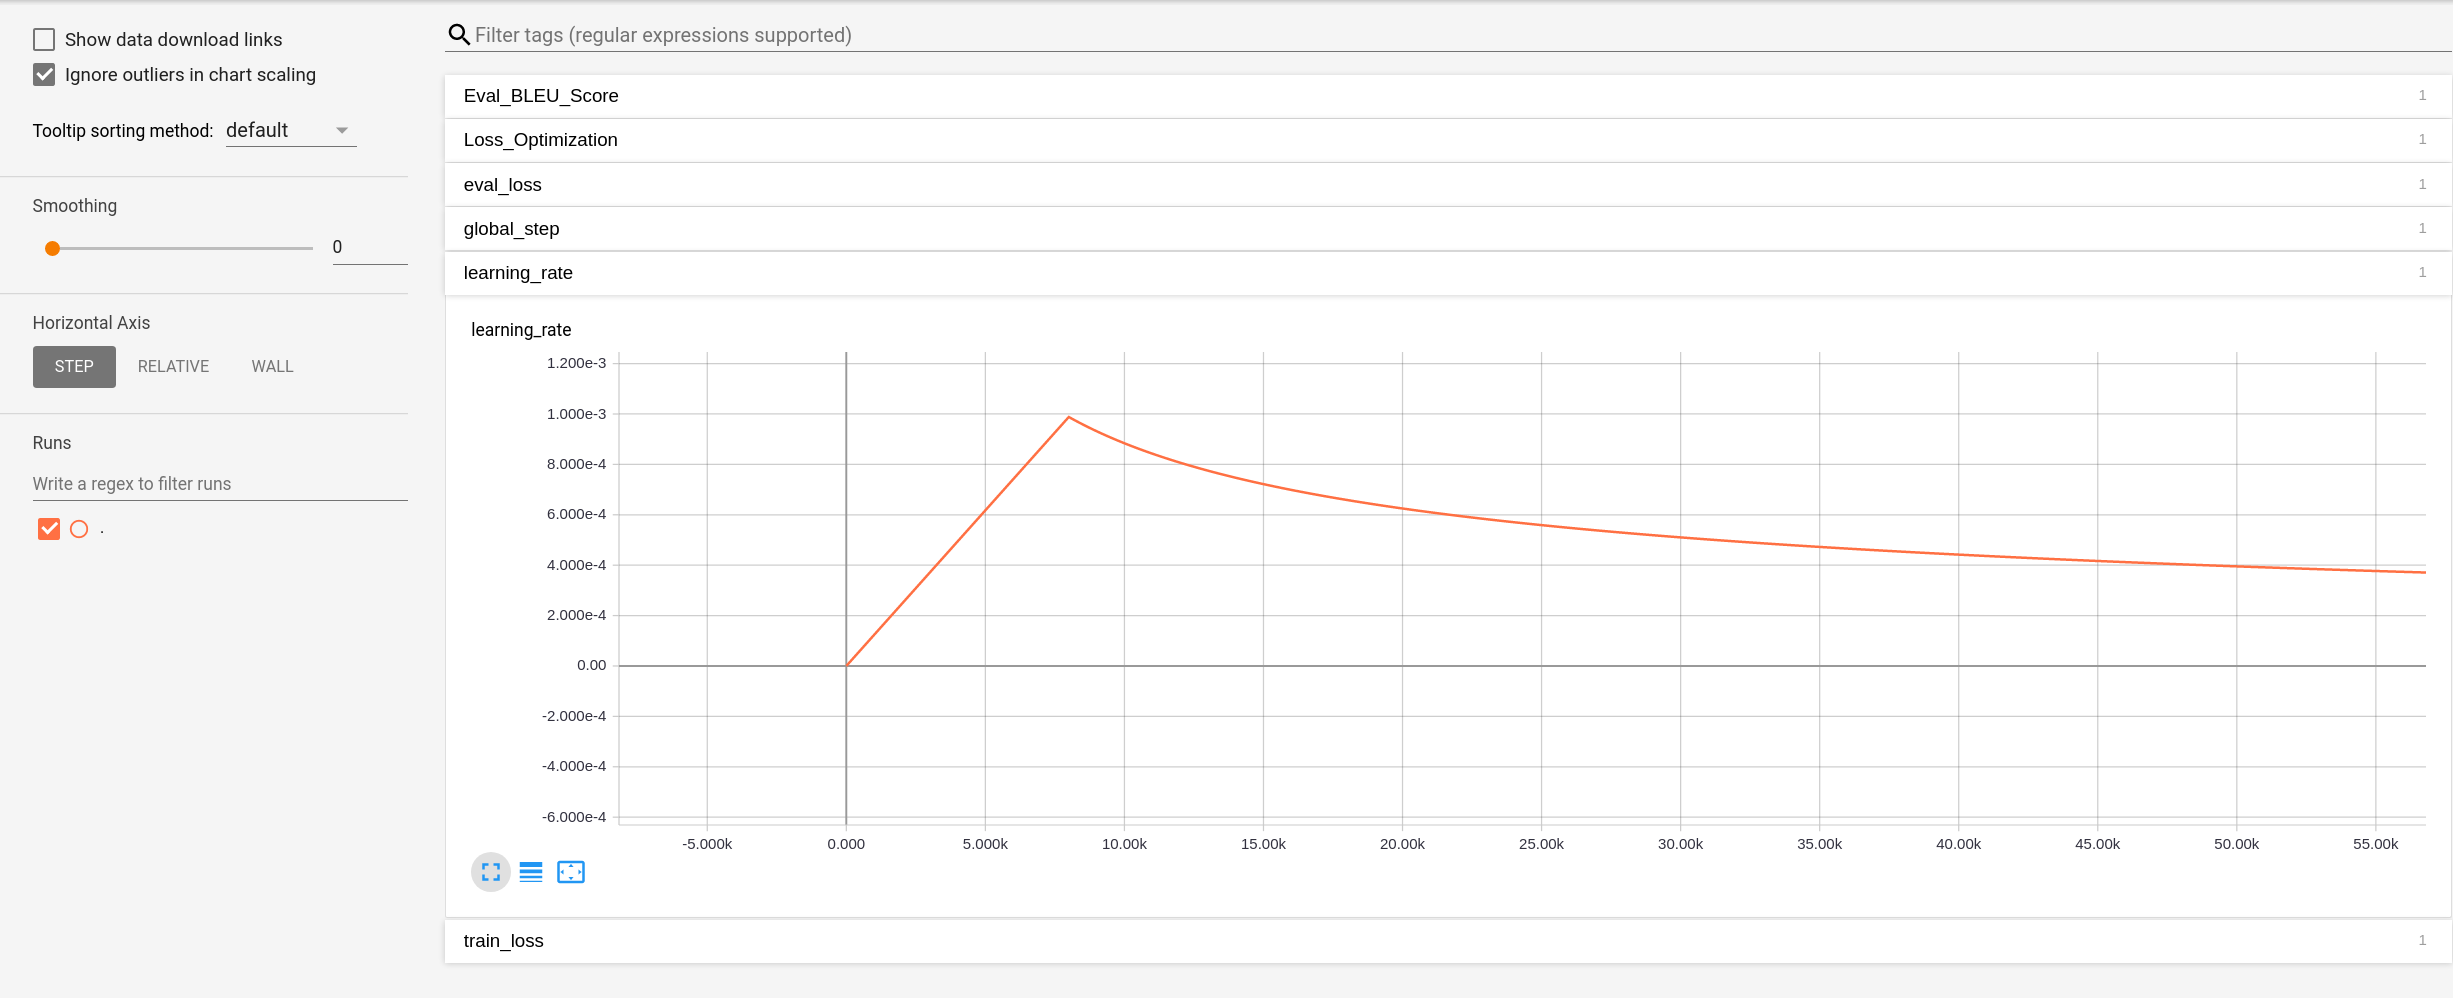 Show data download links
Ignore outliers in chart scaling
Tooltip sorting method: default
Smoothing
0
Horizontal Axis
STEP RELATIVE WALL
Runs
Write a regex to filter runs
.
Filter tags (regular expressions supported)
Eval_BLEU_Score 1
Loss_Optimization 1
eval_loss 1
global_step 1
learning_rate 1
learning_rate
1.200e-3
1.000e-3
8.000e-4
6.000e-4
4.000e-4
2.000e-4
0.00
-2.000e-4
-4.000e-4
-6.000e-4
-5.000k 0.000 5.000k 10.00k 15.00k 20.00k 25.00k 30.00k 35.00k 40.00k 45.00k 50.00k 55.00k
train_loss 1